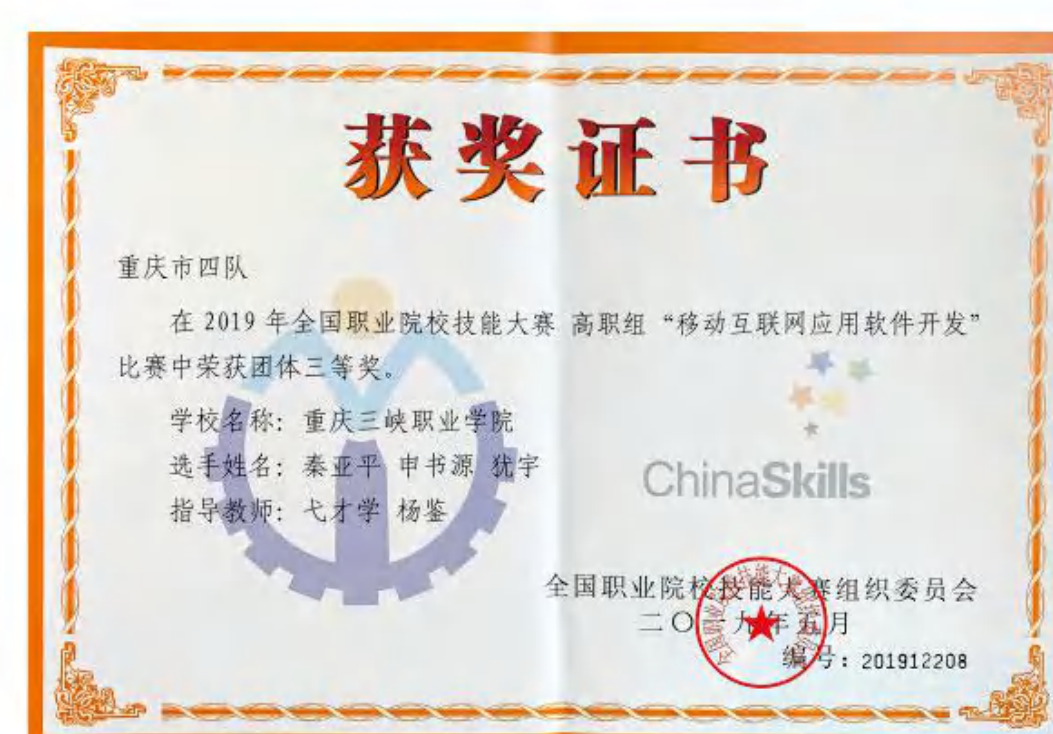 获奖证书
重庆市四队
在 2019 年全国职业院校技能大赛 高职组“移动互联网应用软件开发”
比赛中荣获团体三等奖。
学校名称：重庆三峡职业学院
选手姓名：秦亚平 申书源 犹宇
指导教师：弋才学 杨鉴
ChinaSkills
全国职业院校技能大赛组织委员会
二〇一九年五月
编号：201912208